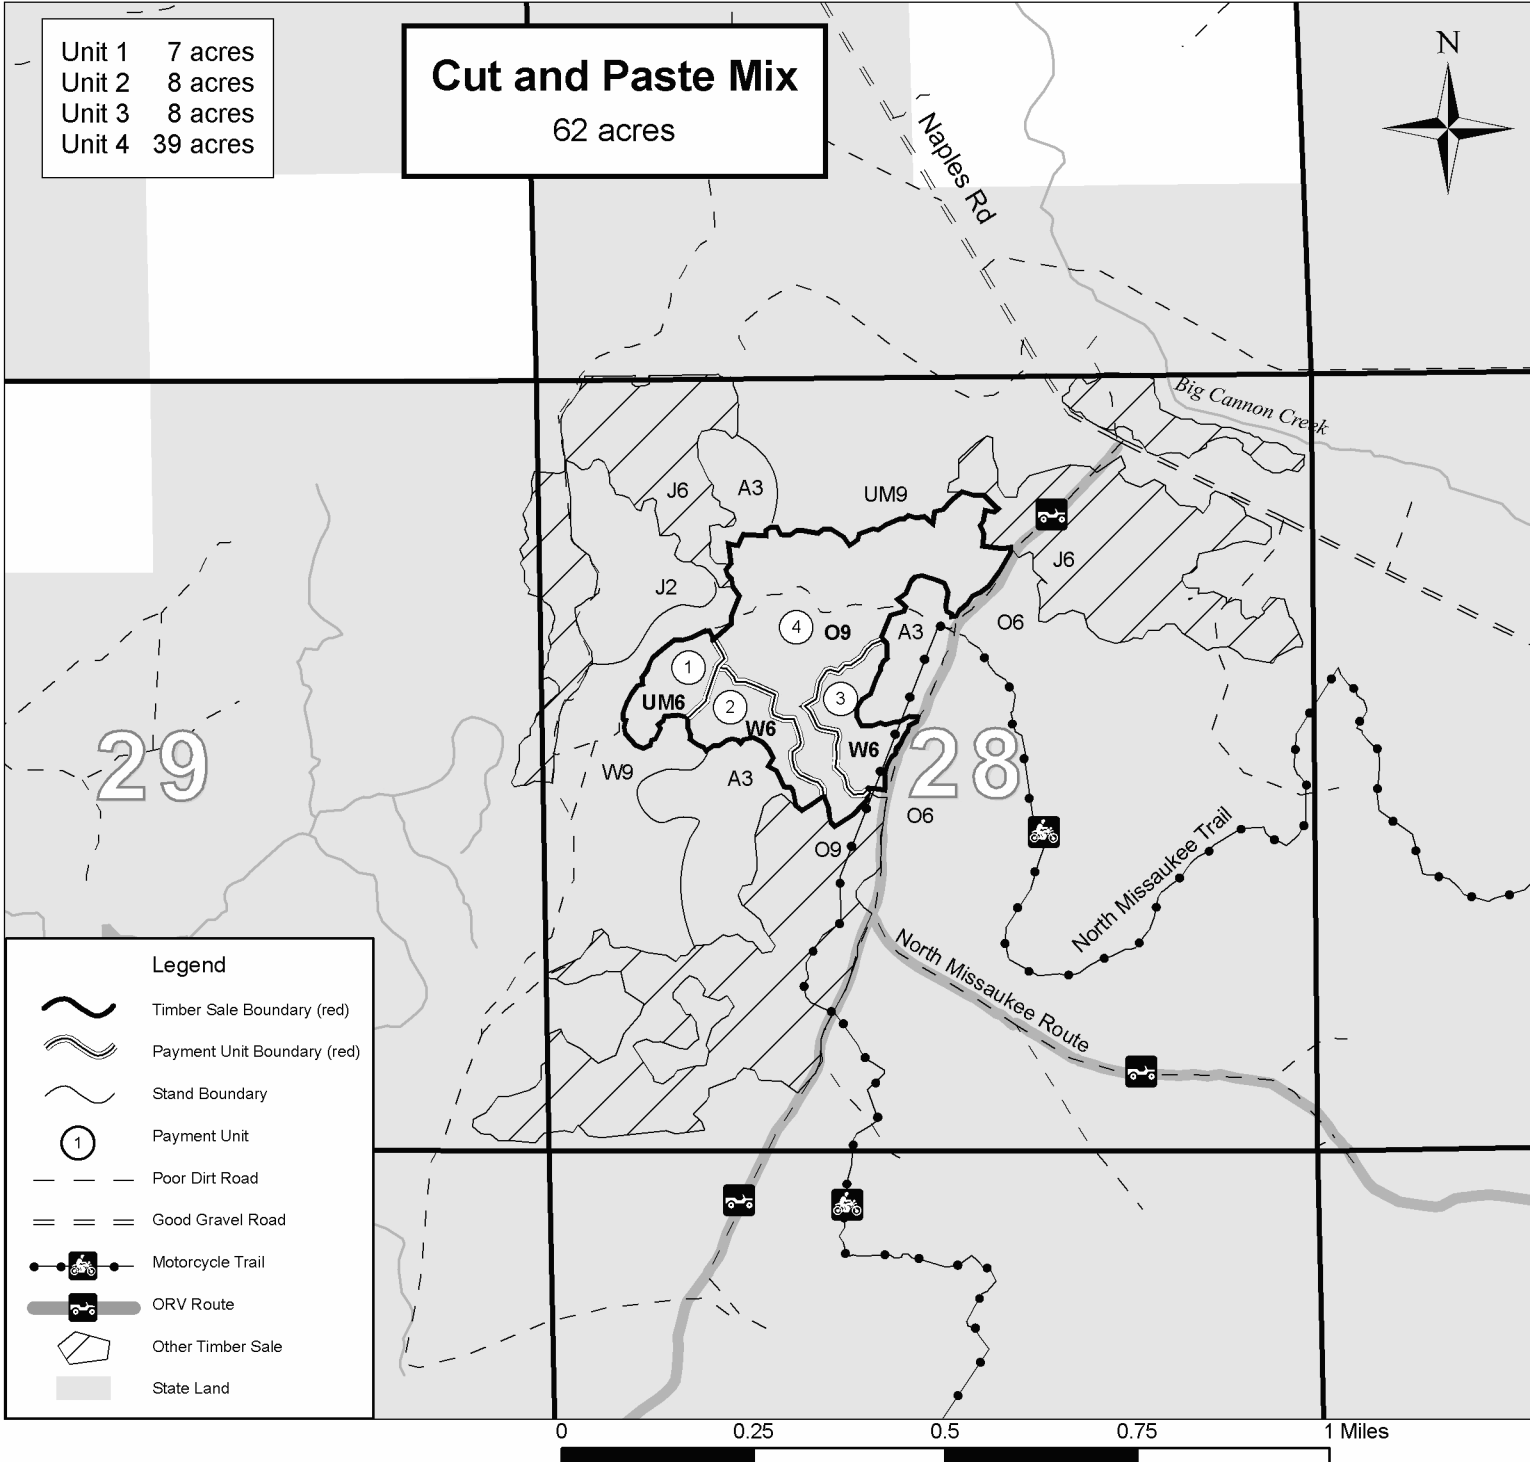 Unit 1 7 acres
Unit 2 8 acres
Unit 3 8 acres
Unit 4 39 acres
Cut and Paste Mix
62 acres
N
Naples Rd
Big Cannon Creek
J6
A3
UM9
J6
J2
4
O9
A3
O6
1
UM6
2
W6
3
W6
W9
A3
29
28
O6
O9
North Missaukee Trail
North Missaukee Route
Legend
Timber Sale Boundary (red)
Payment Unit Boundary (red)
Stand Boundary
1
Payment Unit
Poor Dirt Road
Good Gravel Road
Motorcycle Trail
ORV Route
Other Timber Sale
State Land
0 0.25 0.5 0.75 1 Miles